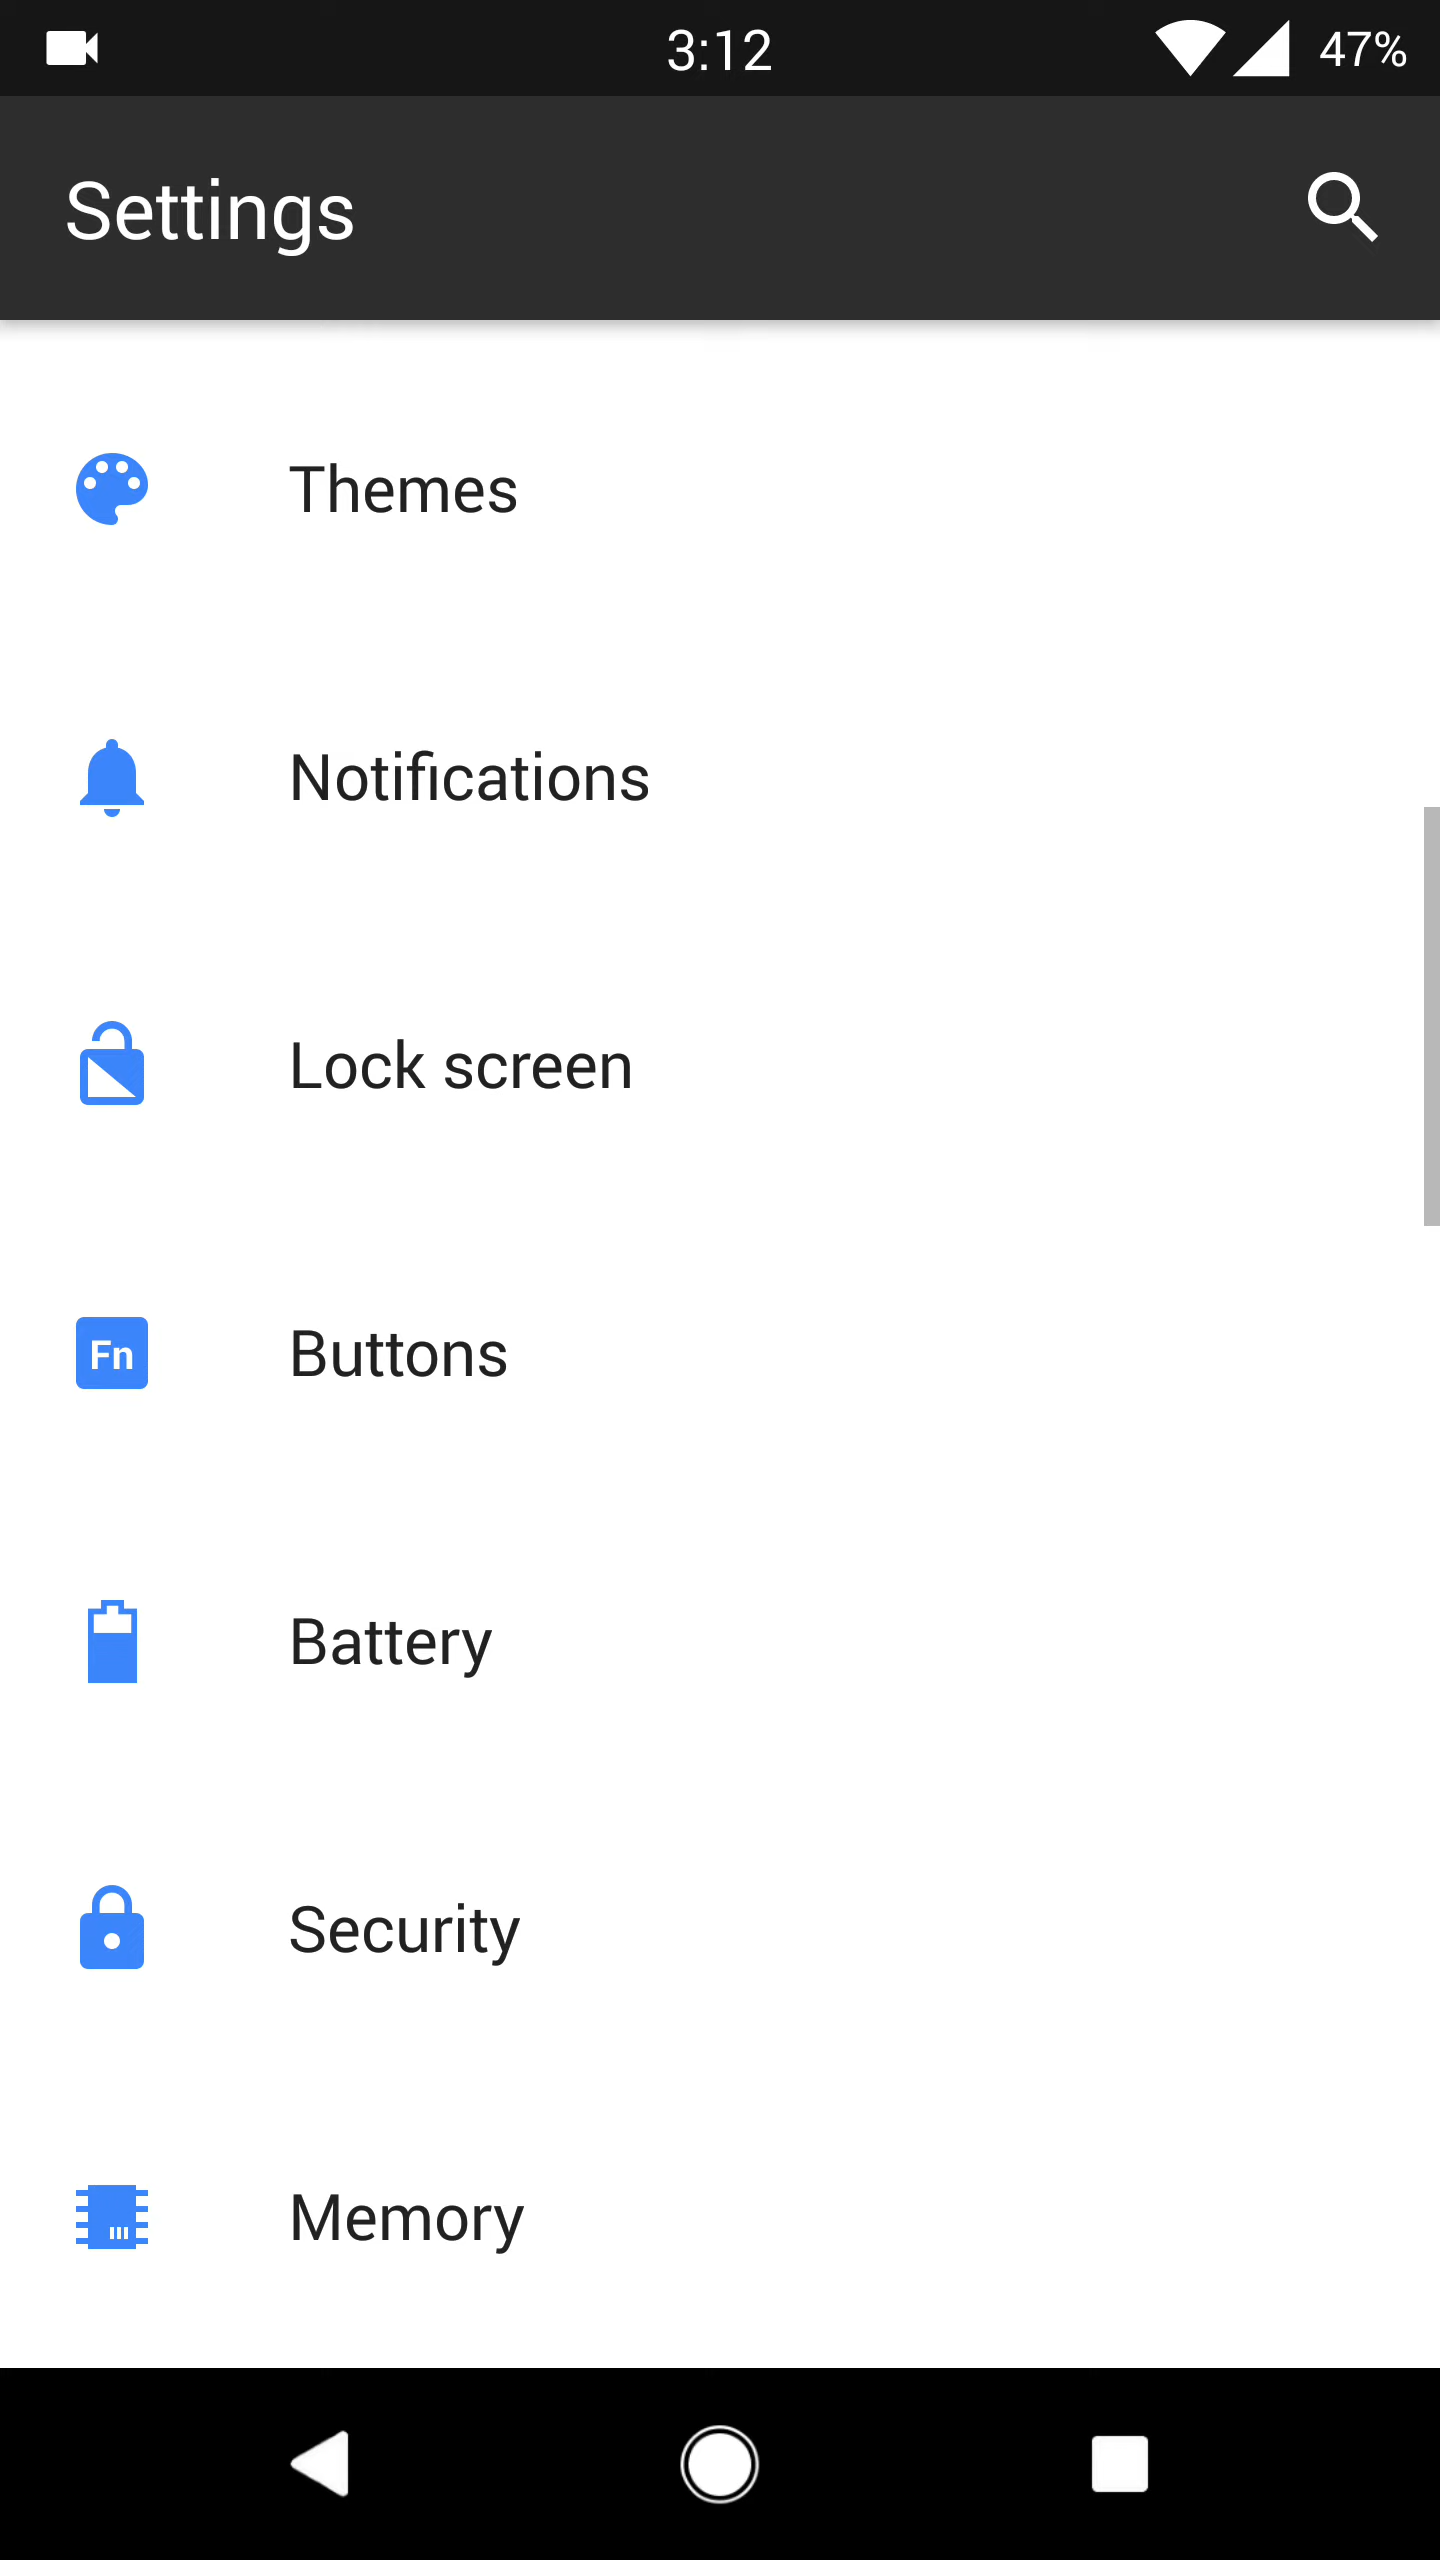 3:12
47%
Settings
Themes
Notifications
Lock screen
Fn
Buttons
Battery
Security
Memory